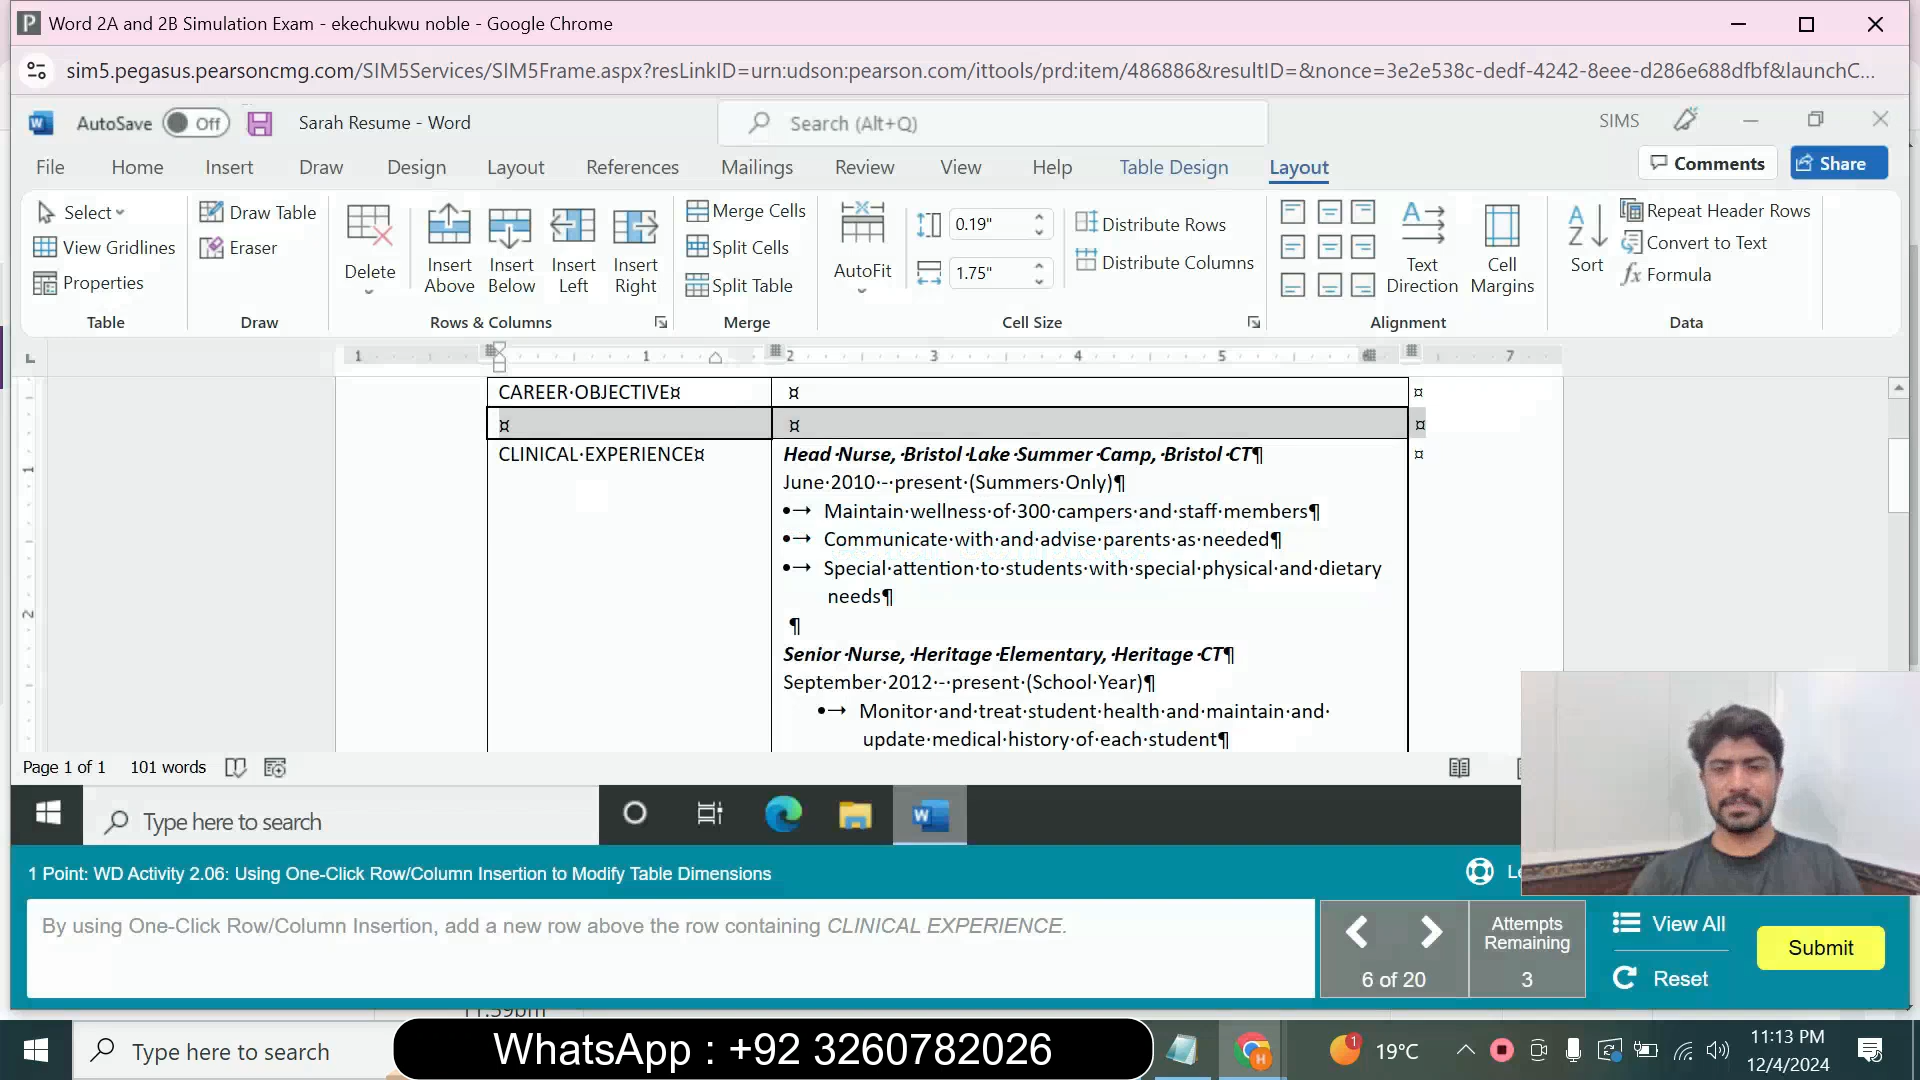 Word 2A and 2B Simulation Exam - ekechukwu noble - Google Chrome
sim5.pegasus.pearsoncmg.com/SIM5Services/SIM5Frame.aspx?resLinkID=urn:udson:pearson.com/ittools/prd:item/486886&resultID=&nonce=3e2e538c-dedf-4242-8eee-d286e688dfbf&launchC...
AutoSave Off Sarah Resume - Word Search (Alt+Q) SIMS
File Home Insert Draw Design Layout References Mailings Review View Help Table Design Layout Comments Share
Select Draw Table Merge Cells 0.19" Distribute Rows Repeat Header Rows
View Gridlines Eraser Split Cells Convert to Text
Properties Delete Insert Above Insert Below Insert Left Insert Right Split Table AutoFit 1.75" Distribute Columns Text Direction Cell Margins Sort Formula
Table Draw Rows & Columns Merge Cell Size Alignment Data
1 1 2 3 4 5 7
CAREER·OBJECTIVE¤ ¤ ¤
¤ ¤ ¤
CLINICAL·EXPERIENCE¤ Head·Nurse,·Bristol·Lake·Summer·Camp,·Bristol·CT¶ ¤
June·2010·-·present·(Summers·Only)¶
•→ Maintain·wellness·of·300·campers·and·staff·members¶
•→ Communicate·with·and·advise·parents·as·needed¶
•→ Special·attention·to·students·with·special·physical·and·dietary
needs¶
¶
Senior·Nurse,·Heritage·Elementary,·Heritage·CT¶
September·2012·-·present·(School·Year)¶
•→ Monitor·and·treat·student·health·and·maintain·and·
update·medical·history·of·each·student¶
1
2
Page 1 of 1 101 words
Type here to search
1 Point: WD Activity 2.06: Using One-Click Row/Column Insertion to Modify Table Dimensions
By using One-Click Row/Column Insertion, add a new row above the row containing CLINICAL EXPERIENCE.
6 of 20
Attempts Remaining
3
View All
Reset
Submit
Type here to search
WhatsApp : +92 3260782026
1 19°C
11:13 PM
12/4/2024